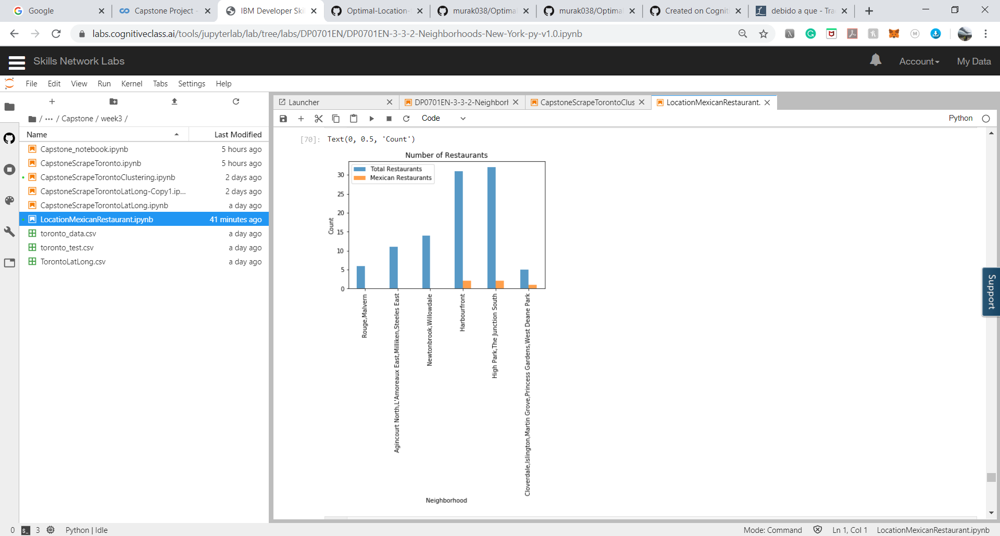 Google
Capstone Project -
IBM Developer Skil
Optimal-Location-
murak038/Optimal
murak038/Optimal
Created on Cogniti
debido a que - Tra
labs.cognitiveclass.ai/tools/jupyterlab/lab/tree/labs/DP0701EN/DP0701EN-3-3-2-Neighborhoods-New-York-py-v1.0.ipynb
Skills Network Labs
Account
My Data
File Edit View Run Kernel Tabs Settings Help
Launcher
DP0701EN-3-3-2-Neighborh
CapstoneScrapeTorontoClus
LocationMexicanRestaurant.
/ ··· / Capstone / week3 /
Code
Python
Name Last Modified
Capstone_notebook.ipynb 5 hours ago
CapstoneScrapeToronto.ipynb 5 hours ago
CapstoneScrapeTorontoClustering.ipynb 2 days ago
CapstoneScrapeTorontoLatLong-Copy1.ip... 2 days ago
CapstoneScrapeTorontoLatLong.ipynb a day ago
LocationMexicanRestaurant.ipynb 41 minutes ago
toronto_data.csv a day ago
toronto_test.csv a day ago
TorontoLatLong.csv a day ago
[70]: Text(0, 0.5, 'Count')
Number of Restaurants
Total Restaurants
Mexican Restaurants
30
25
20
15
10
5
0
Count
Rouge,Malvern
Agincourt North,L'Amoreaux East,Milliken,Steeles East
Newtonbrook,Willowdale
Harbourfront
High Park,The Junction South
Cloverdale,Islington,Martin Grove,Princess Gardens,West Deane Park
Neighborhood
Support
0 $_ 3 Python | Idle
Mode: Command Ln 1, Col 1 LocationMexicanRestaurant.ipynb